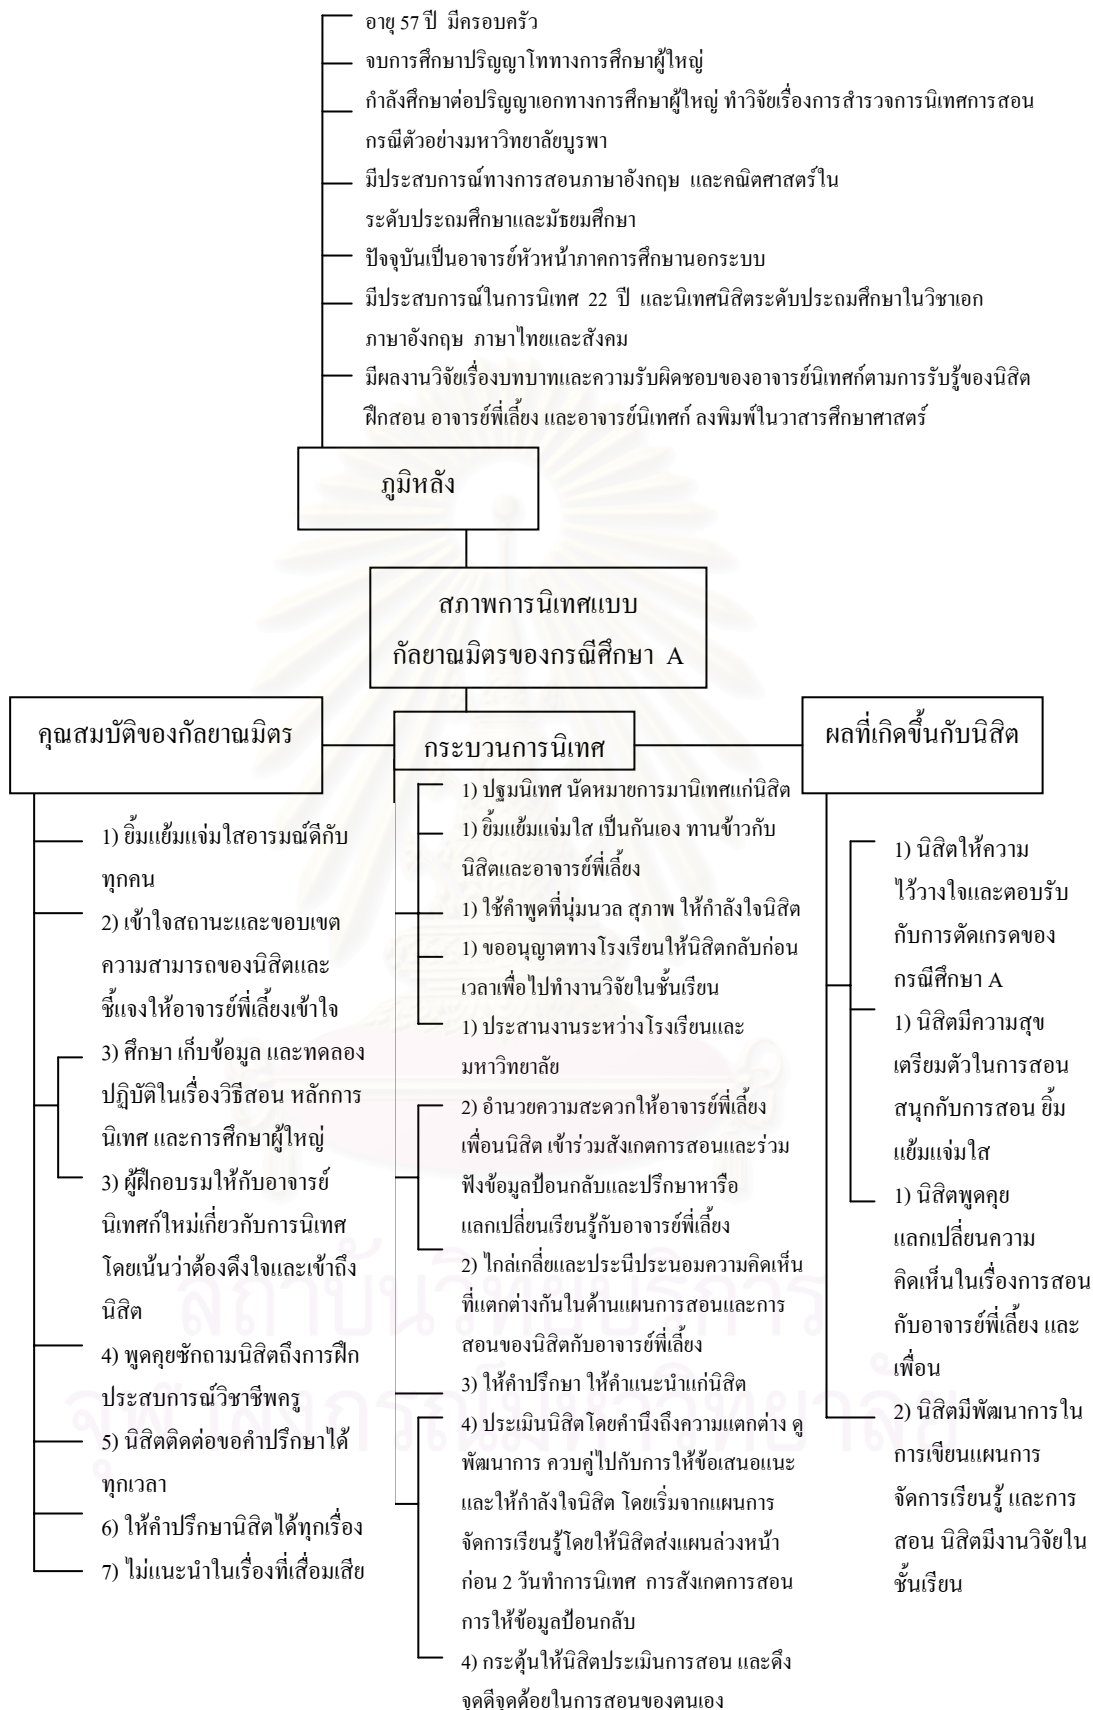 อายุ 57 ปี มีครอบครัว
จบการศึกษาปริญญาโททางการศึกษาผู้ใหญ่
กำลังศึกษาต่อปริญญาเอกทางการศึกษาผู้ใหญ่ ทำวิจัยเรื่องการสำรวจการนิเทศการสอน
กรณีตัวอย่างมหาวิทยาลัยบูรพา
มีประสบการณ์ทางการสอนภาษาอังกฤษ และคณิตศาสตร์ใน
ระดับประถมศึกษาและมัธยมศึกษา
ปัจจุบันเป็นอาจารย์หัวหน้าภาคการศึกษานอกระบบ
มีประสบการณ์ในการนิเทศ 22 ปี และนิเทศนิสิตระดับประถมศึกษาในวิชาเอก
ภาษาอังกฤษ ภาษาไทยและสังคม
มีผลงานวิจัยเรื่องบทบาทและความรับผิดชอบของอาจารย์นิเทศก์ตามการรับรู้ของนิสิต
ฝึกสอน อาจารย์พี่เลี้ยง และอาจารย์นิเทศก์ ลงพิมพ์ในวาสารศึกษาศาสตร์
ภูมิหลัง
สภาพการนิเทศแบบ
กัลยาณมิตรของกรณีศึกษา A
คุณสมบัติของกัลยาณมิตร
1) ยิ้มแย้มแจ่มใสอารมณ์ดีกับ
ทุกคน
2) เข้าใจสถานะและขอบเขต
ความสามารถของนิสิตและ
ชี้แจงให้อาจารย์พี่เลี้ยงเข้าใจ
3) ศึกษา เก็บข้อมูล และทดลอง
ปฏิบัติในเรื่องวิธีสอน หลักการ
นิเทศ และการศึกษาผู้ใหญ่
3) ผู้ฝึกอบรมให้กับอาจารย์
นิเทศก์ใหม่เกี่ยวกับการนิเทศ
โดยเน้นว่าต้องดึงใจและเข้าถึง
นิสิต
4) พูดคุยซักถามนิสิตถึงการฝึก
ประสบการณ์วิชาชีพครู
5) นิสิตติดต่อขอคำปรึกษาได้
ทุกเวลา
6) ให้คำปรึกษานิสิตได้ทุกเรื่อง
7) ไม่แนะนำในเรื่องที่เสื่อมเสีย
กระบวนการนิเทศ
1) ปฐมนิเทศ นัดหมายการมานิเทศแก่นิสิต
1) ยิ้มแย้มแจ่มใส เป็นกันเอง ทานข้าวกับ
นิสิตและอาจารย์พี่เลี้ยง
1) ใช้คำพูดที่นุ่มนวล สุภาพ ให้กำลังใจนิสิต
1) ขออนุญาตทางโรงเรียนให้นิสิตกลับก่อน
เวลาเพื่อไปทำงานวิจัยในชั้นเรียน
1) ประสานงานระหว่างโรงเรียนและ
มหาวิทยาลัย
2) อำนวยความสะดวกให้อาจารย์พี่เลี้ยง
เพื่อนนิสิต เข้าร่วมสังเกตการสอนและร่วม
ฟังข้อมูลป้อนกลับและปรึกษาหารือ
แลกเปลี่ยนเรียนรู้กับอาจารย์พี่เลี้ยง
2) ไกล่เกลี่ยและประนีประนอมความคิดเห็น
ที่แตกต่างกันในด้านแผนการสอนและการ
สอนของนิสิตกับอาจารย์พี่เลี้ยง
3) ให้คำปรึกษา ให้คำแนะนำแก่นิสิต
4) ประเมินนิสิตโดยคำนึงถึงความแตกต่าง ดู
พัฒนาการ ควบคู่ไปกับการให้ข้อเสนอแนะ
และให้กำลังใจนิสิต โดยเริ่มจากแผนการ
จัดการเรียนรู้โดยให้นิสิตส่งแผนล่วงหน้า
ก่อน 2 วันทำการนิเทศ การสังเกตการสอน
การให้ข้อมูลป้อนกลับ
4) กระตุ้นให้นิสิตประเมินการสอน และดึง
จุดดีจุดด้อยในการสอนของตนเอง
ผลที่เกิดขึ้นกับนิสิต
1) นิสิตให้ความ
ไว้วางใจและตอบรับ
กับการตัดเกรดของ
กรณีศึกษา A
1) นิสิตมีความสุข
เตรียมตัวในการสอน
สนุกกับการสอน ยิ้ม
แย้มแจ่มใส
1) นิสิตพูดคุย
แลกเปลี่ยนความ
คิดเห็นในเรื่องการสอน
กับอาจารย์พี่เลี้ยง และ
เพื่อน
2) นิสิตมีพัฒนาการใน
การเขียนแผนการ
จัดการเรียนรู้ และการ
สอน นิสิตมีงานวิจัยใน
ชั้นเรียน
สถาบันวิทยบริการ
จุฬาลงกรณ์มหาวิทยาลัย